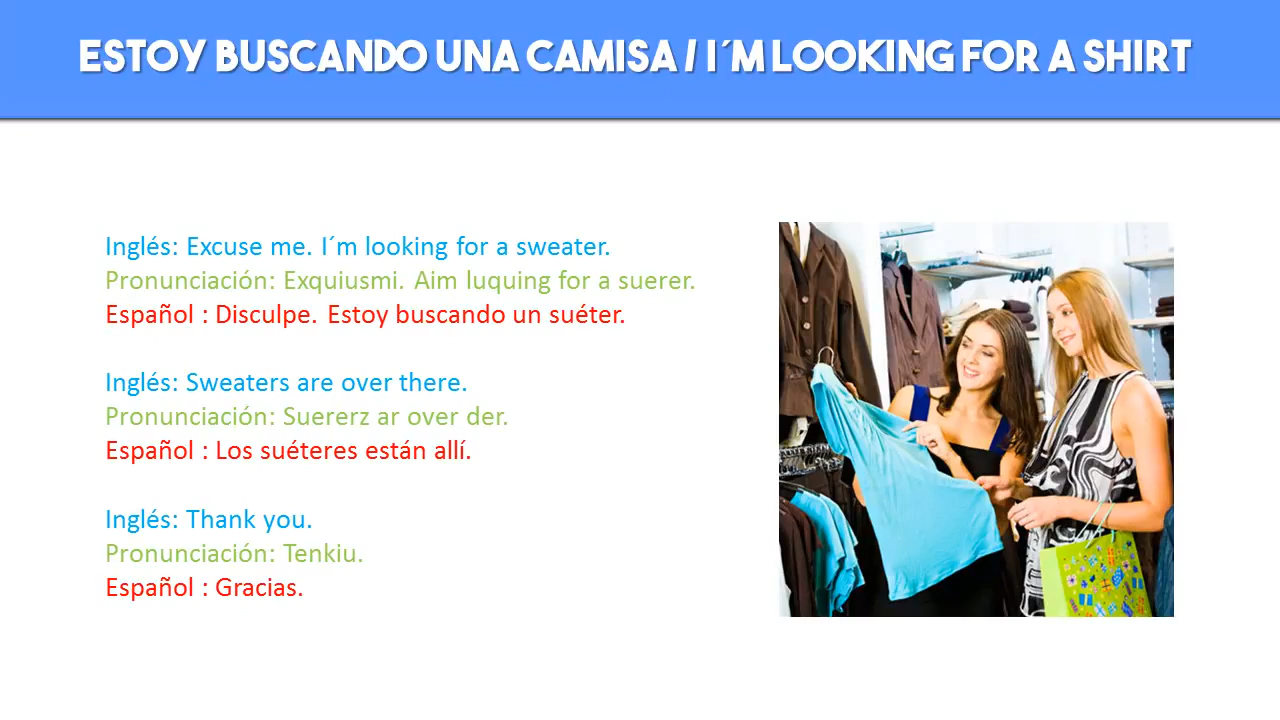 ESTOY BUSCANDO UNA CAMISA / I´M LOOKING FOR A SHIRT
Inglés: Excuse me. I´m looking for a sweater.
Pronunciación: Exquiusmi. Aim luquing for a suerer.
Español : Disculpe. Estoy buscando un suéter.
Inglés: Sweaters are over there.
Pronunciación: Suererz ar over der.
Español : Los suéteres están allí.
Inglés: Thank you.
Pronunciación: Tenkiu.
Español : Gracias.